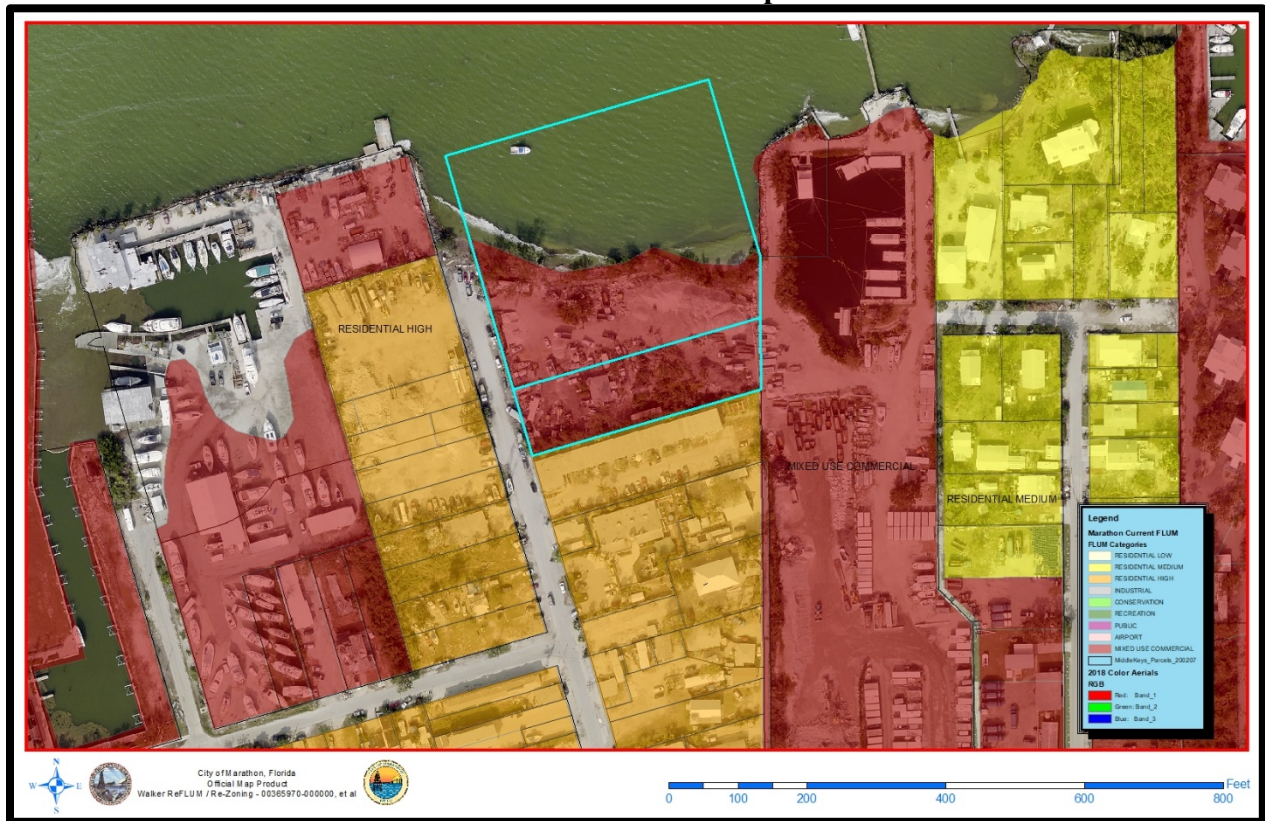 RESIDENTIAL HIGH
MIXED USE COMMERCIAL
RESIDENTIAL MEDIUM
Legend
Marathon Current FLUM
FLUM Categories
RESIDENTIAL LOW
RESIDENTIAL MEDIUM
RESIDENTIAL HIGH
INDUSTRIAL
CONSERVATION
RECREATION
PUBLIC
AIRPORT
MIXED USE COMMERCIAL
MiddleKeys_Parcels_200207
2018 Color Aerials
RGB
Red: Band_1
Green: Band_2
Blue: Band_3
N
W E
S
City of Marathon, Florida
Official Map Product
Walker ReFLUM / Re-Zoning - 00365970-000000, et al
Feet
0 100 200 400 600 800